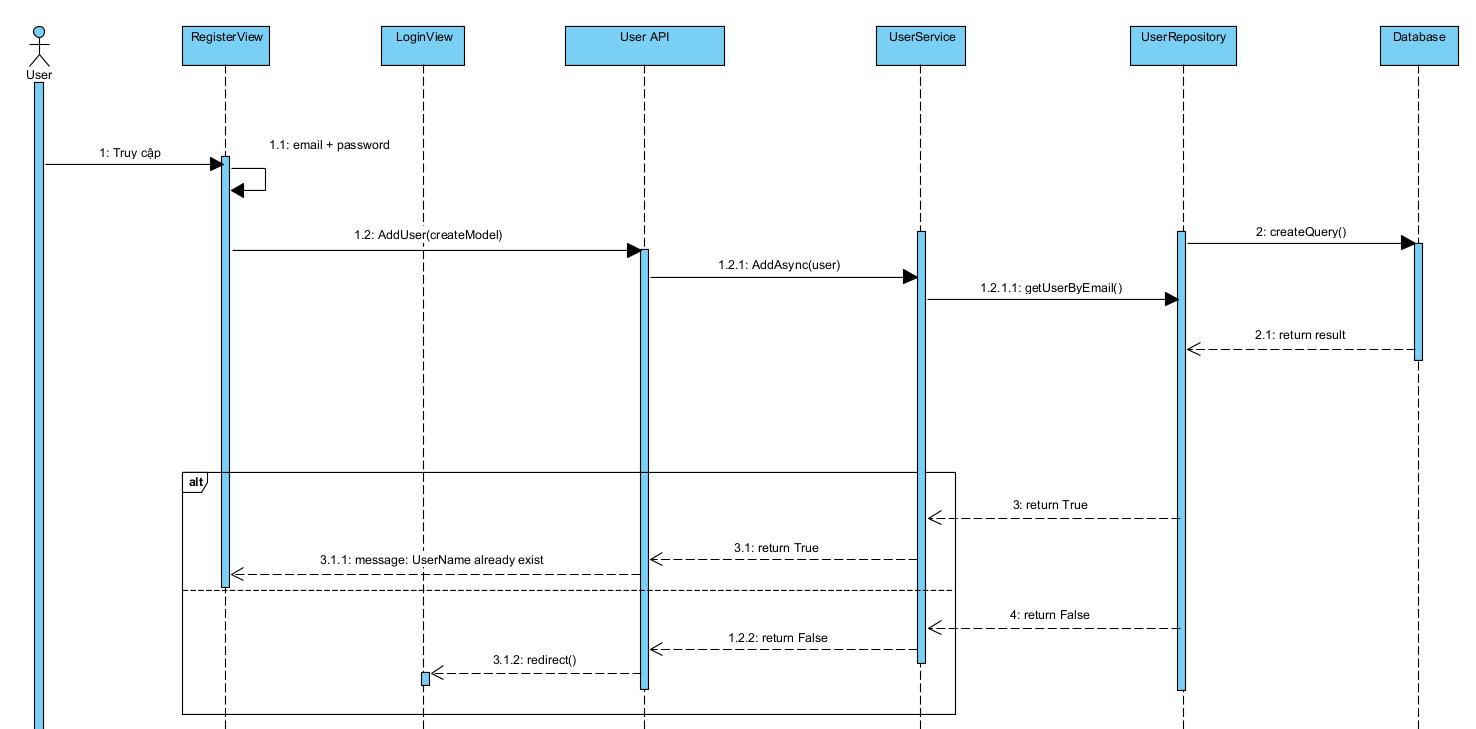 User
RegisterView
LoginView
User API
UserService
UserRepository
Database
1: Truy cập
1.1: email + password
1.2: AddUser(createModel)
1.2.1: AddAsync(user)
1.2.1.1: getUserByEmail()
2: createQuery()
2.1: return result
alt
3: return True
3.1: return True
3.1.1: message: UserName already exist
4: return False
1.2.2: return False
3.1.2: redirect()